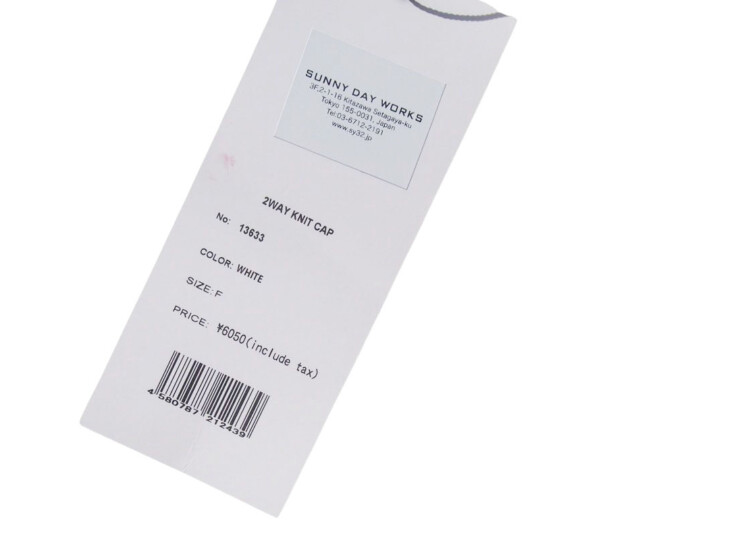 SUNNY DAY WORKS
3F,2-1-16 Kitazawa Setagaya-ku
Tokyo 155-0031, Japan
Tel:03-6712-2191
www.sy32.jp
2WAY KNIT CAP
No: 13633
COLOR: WHITE
SIZE: F
PRICE: ¥6050(include tax)
4 580787 212439